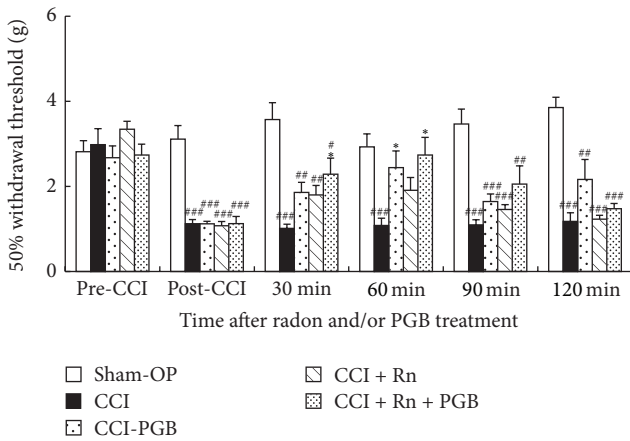 6
4
2
0
50% withdrawal threshold (g)
### ### ### ###
### ## ## # *
### * *
### ### ### ##
### ## ### ###
Pre-CCI Post-CCI 30 min 60 min 90 min 120 min
Time after radon and/or PGB treatment
Sham-OP
CCI
CCI-PGB
CCI + Rn
CCI + Rn + PGB